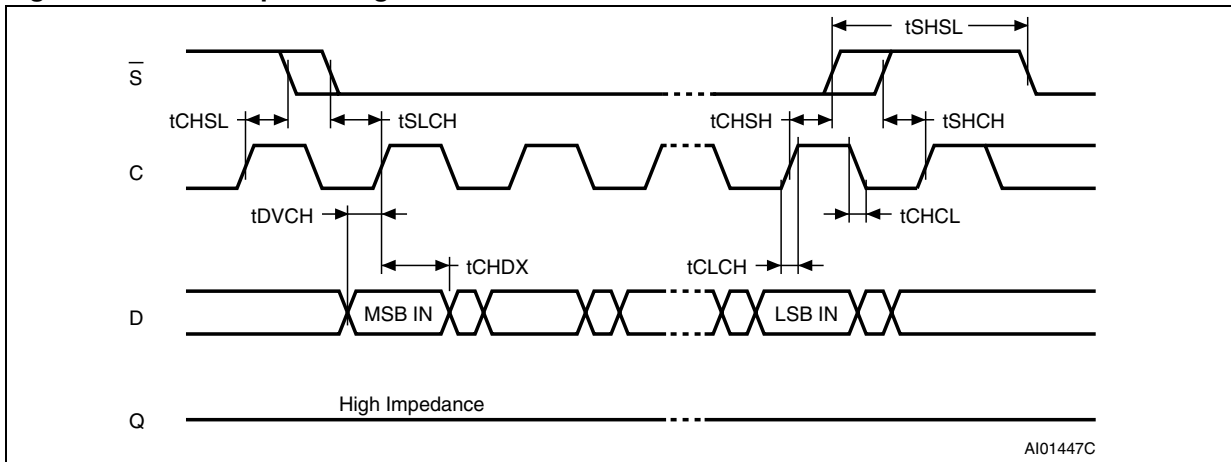 tSHSL
S
tCHSL
tSLCH
tCHSH
tSHCH
C
tDVCH
tCHCL
tCHDX
tCLCH
D
MSB IN
LSB IN
High Impedance
Q
AI01447C